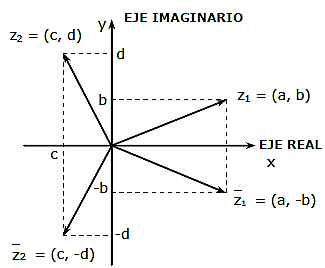 y EJE IMAGINARIO
z₂ = (c, d)
d
b
z₁ = (a, b)
EJE REAL
c
x
-b
z̅₁ = (a, -b)
z̅₂ = (c, -d)
-d